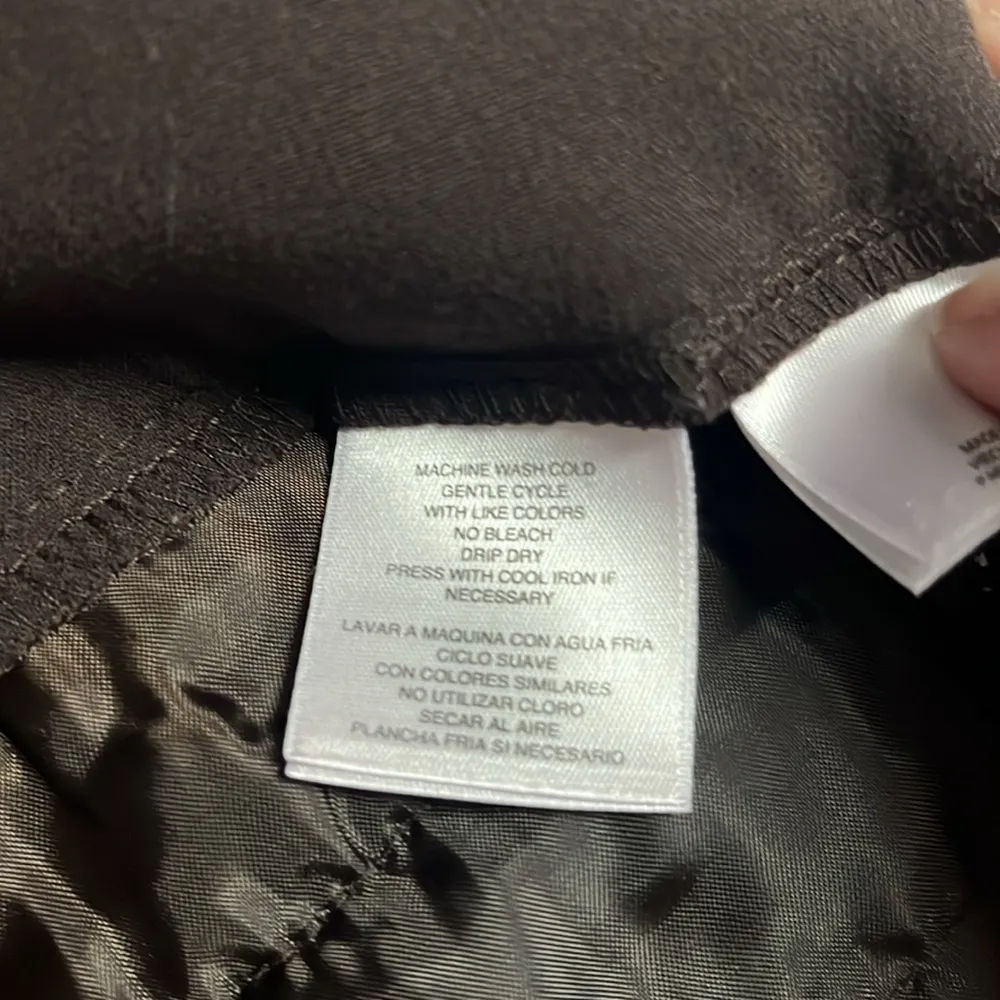 MACHINE WASH COLD
GENTLE CYCLE
WITH LIKE COLORS
NO BLEACH
DRIP DRY
PRESS WITH COOL IRON IF
NECESSARY
LAVAR A MAQUINA CON AGUA FRIA
CICLO SUAVE
CON COLORES SIMILARES
NO UTILIZAR CLORO
SECAR AL AIRE
PLANCHA FRIA SI NECESARIO